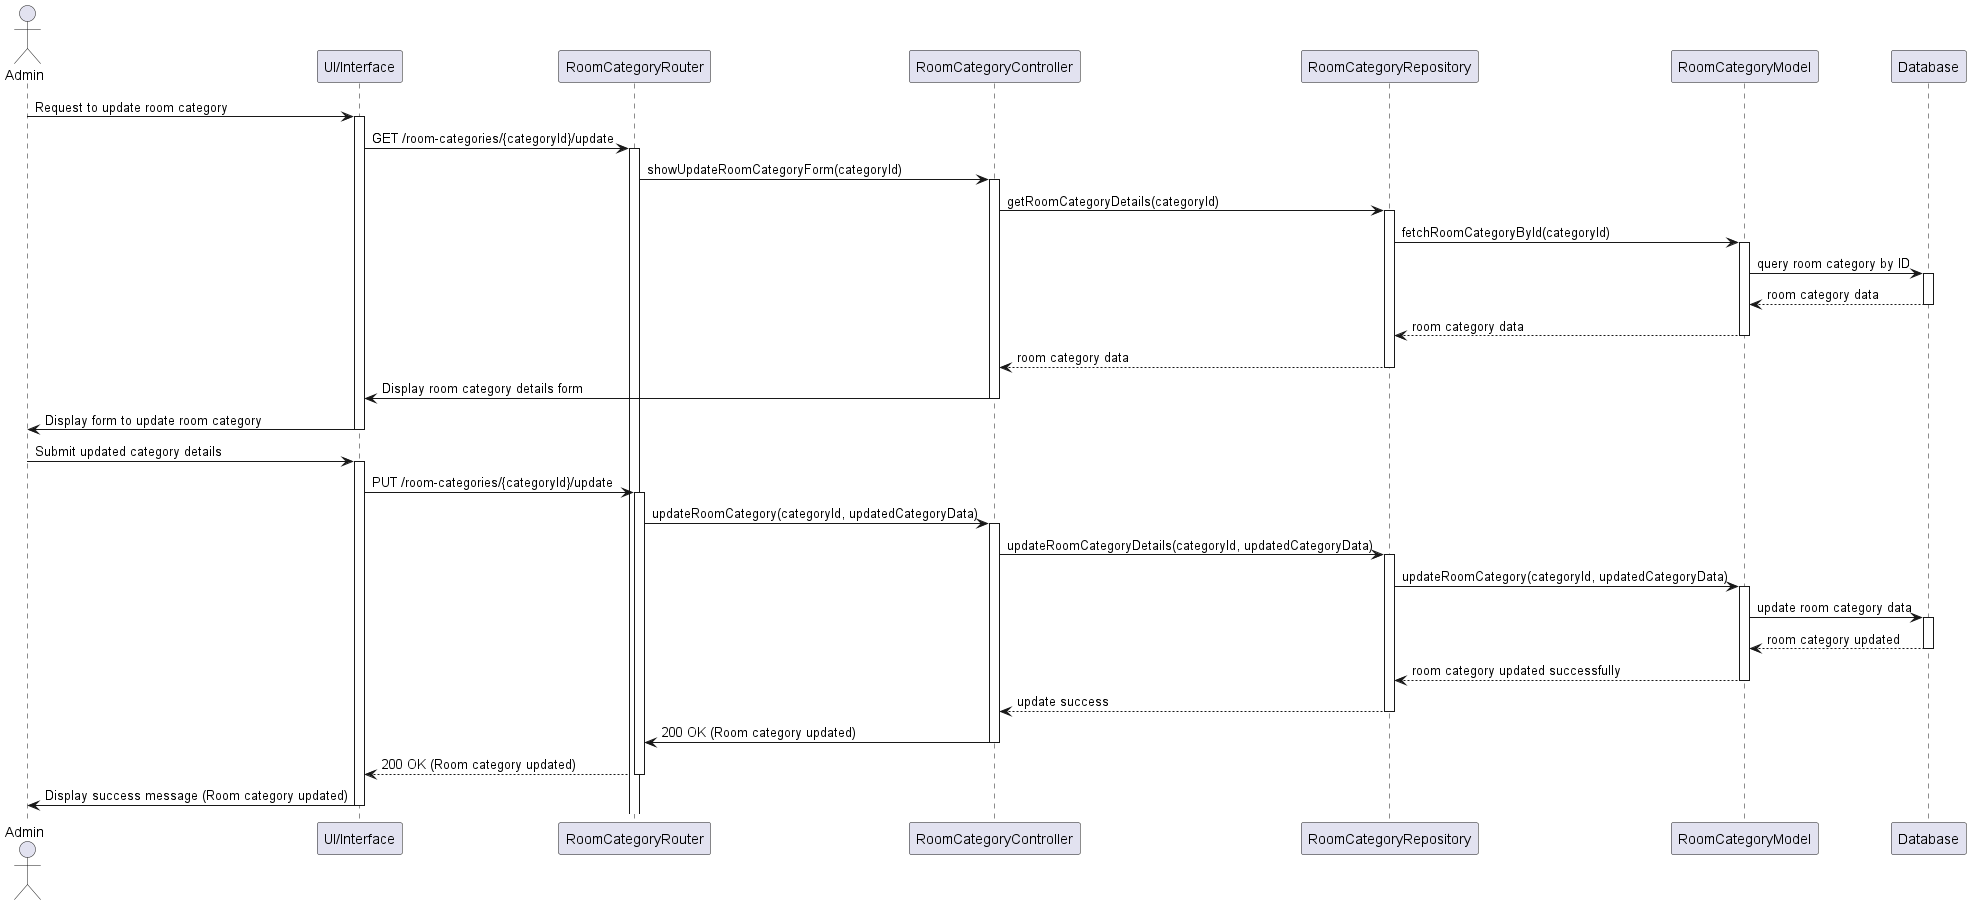 Admin
UI/Interface
RoomCategoryRouter
RoomCategoryController
RoomCategoryRepository
RoomCategoryModel
Database
Request to update room category
GET /room-categories/{categoryId}/update
showUpdateRoomCategoryForm(categoryId)
getRoomCategoryDetails(categoryId)
fetchRoomCategoryById(categoryId)
query room category by ID
room category data
room category data
room category data
Display room category details form
Display form to update room category
Submit updated category details
PUT /room-categories/{categoryId}/update
updateRoomCategory(categoryId, updatedCategoryData)
updateRoomCategoryDetails(categoryId, updatedCategoryData)
updateRoomCategory(categoryId, updatedCategoryData)
update room category data
room category updated
room category updated successfully
update success
200 OK (Room category updated)
200 OK (Room category updated)
Display success message (Room category updated)
Admin
UI/Interface
RoomCategoryRouter
RoomCategoryController
RoomCategoryRepository
RoomCategoryModel
Database